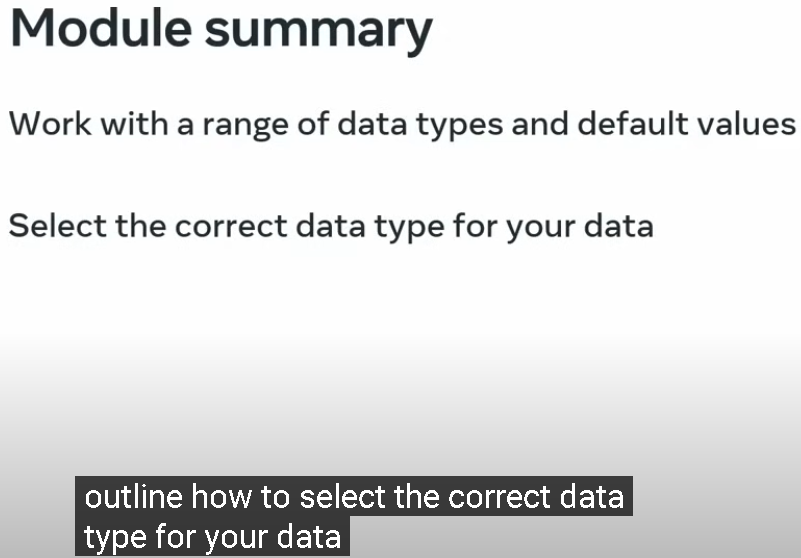 Module summary
Work with a range of data types and default values
Select the correct data type for your data
outline how to select the correct data
type for your data